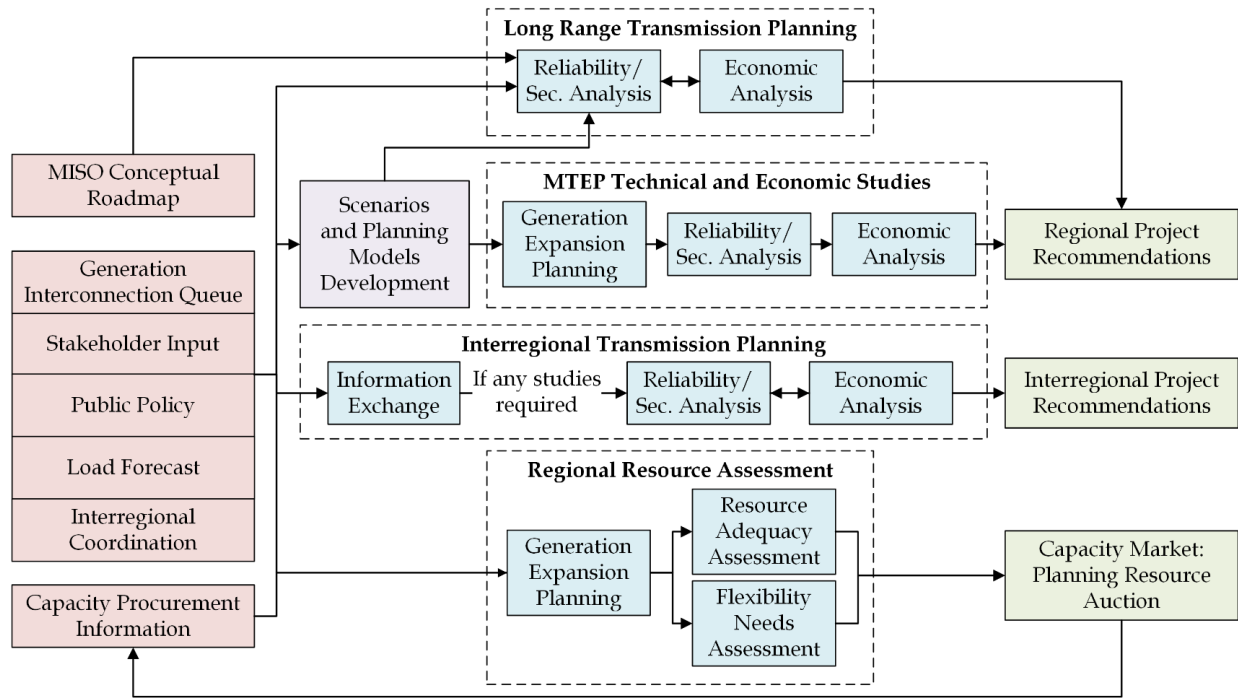 Long Range Transmission Planning
Reliability/
Sec. Analysis
Economic
Analysis
MISO Conceptual
Roadmap
Scenarios
and Planning
Models
Development
MTEP Technical and Economic Studies
Generation
Expansion
Planning
Reliability/
Sec. Analysis
Economic
Analysis
Regional Project
Recommendations
Generation
Interconnection Queue
Stakeholder Input
Public Policy
Load Forecast
Interregional
Coordination
Interregional Transmission Planning
Information
Exchange
If any studies
required
Reliability/
Sec. Analysis
Economic
Analysis
Interregional Project
Recommendations
Regional Resource Assessment
Generation
Expansion
Planning
Resource
Adequacy
Assessment
Flexibility
Needs
Assessment
Capacity Market:
Planning Resource
Auction
Capacity Procurement
Information